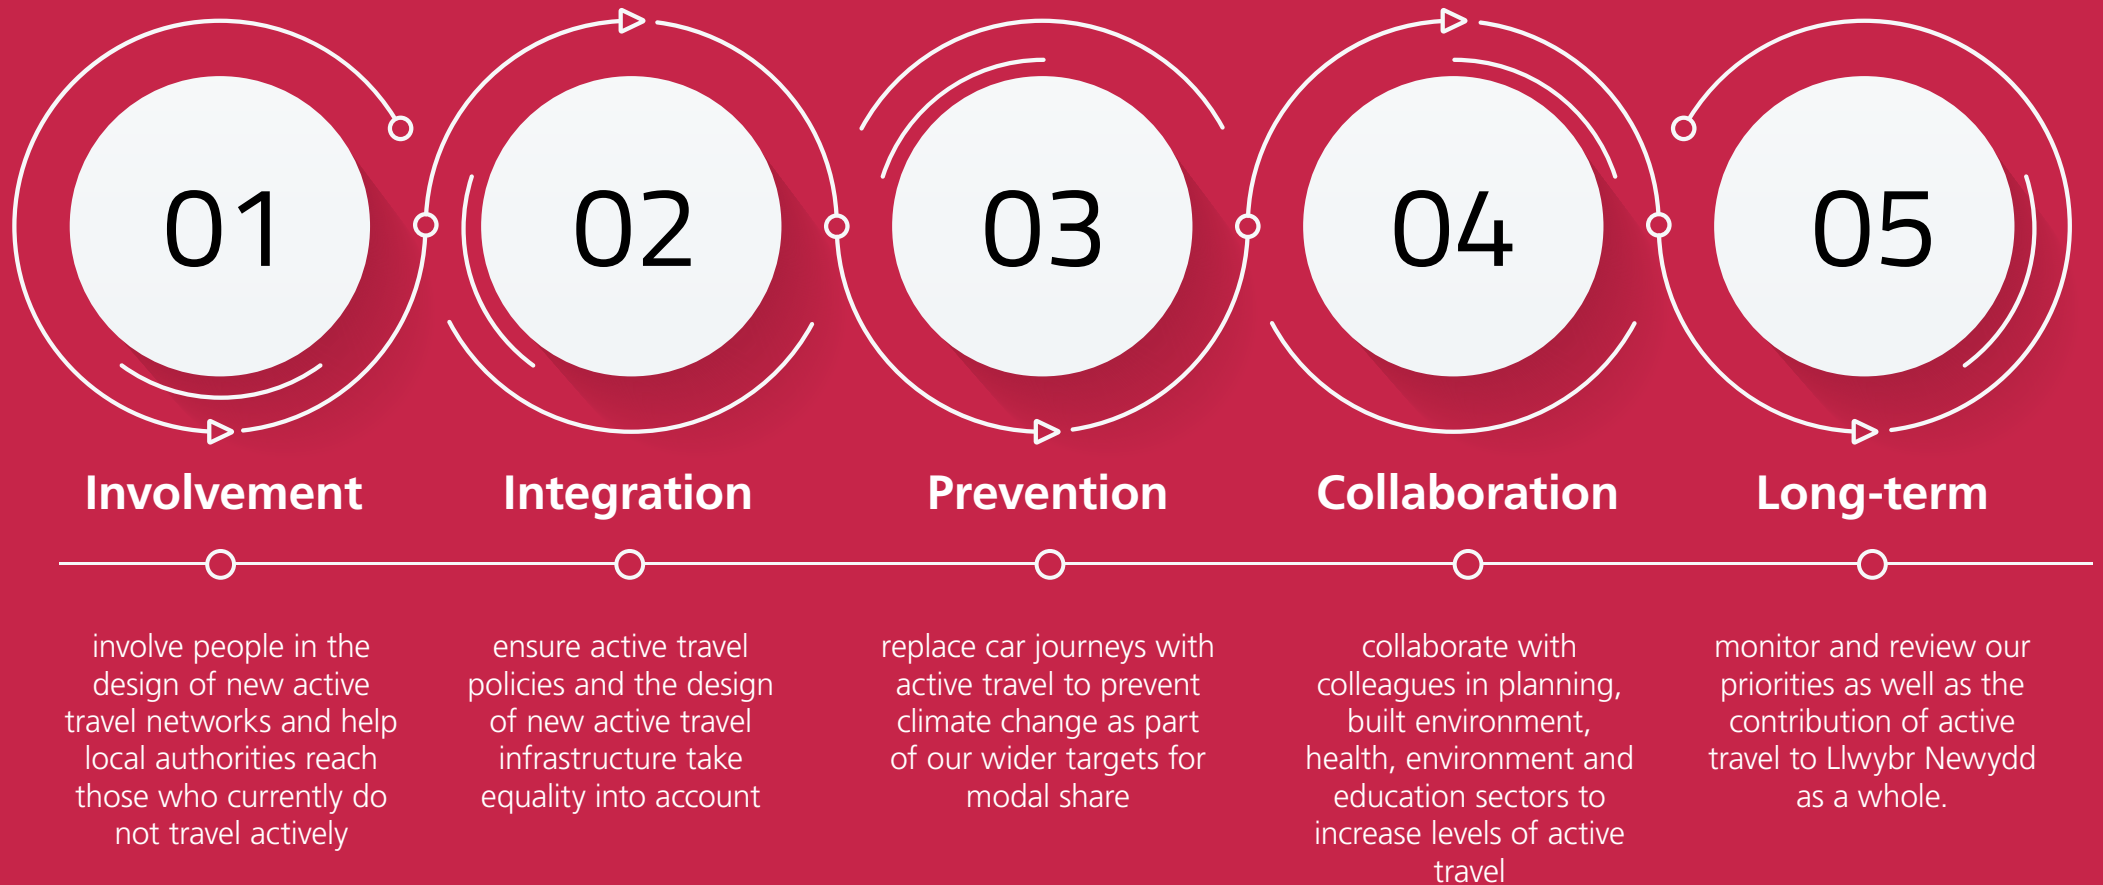 01
02
03
04
05
Involvement
Integration
Prevention
Collaboration
Long-term
involve people in the
design of new active
travel networks and help
local authorities reach
those who currently do
not travel actively
ensure active travel
policies and the design
of new active travel
infrastructure take
equality into account
replace car journeys with
active travel to prevent
climate change as part
of our wider targets for
modal share
collaborate with
colleagues in planning,
built environment,
health, environment and
education sectors to
increase levels of active
travel
monitor and review our
priorities as well as the
contribution of active
travel to Llwybr Newydd
as a whole.